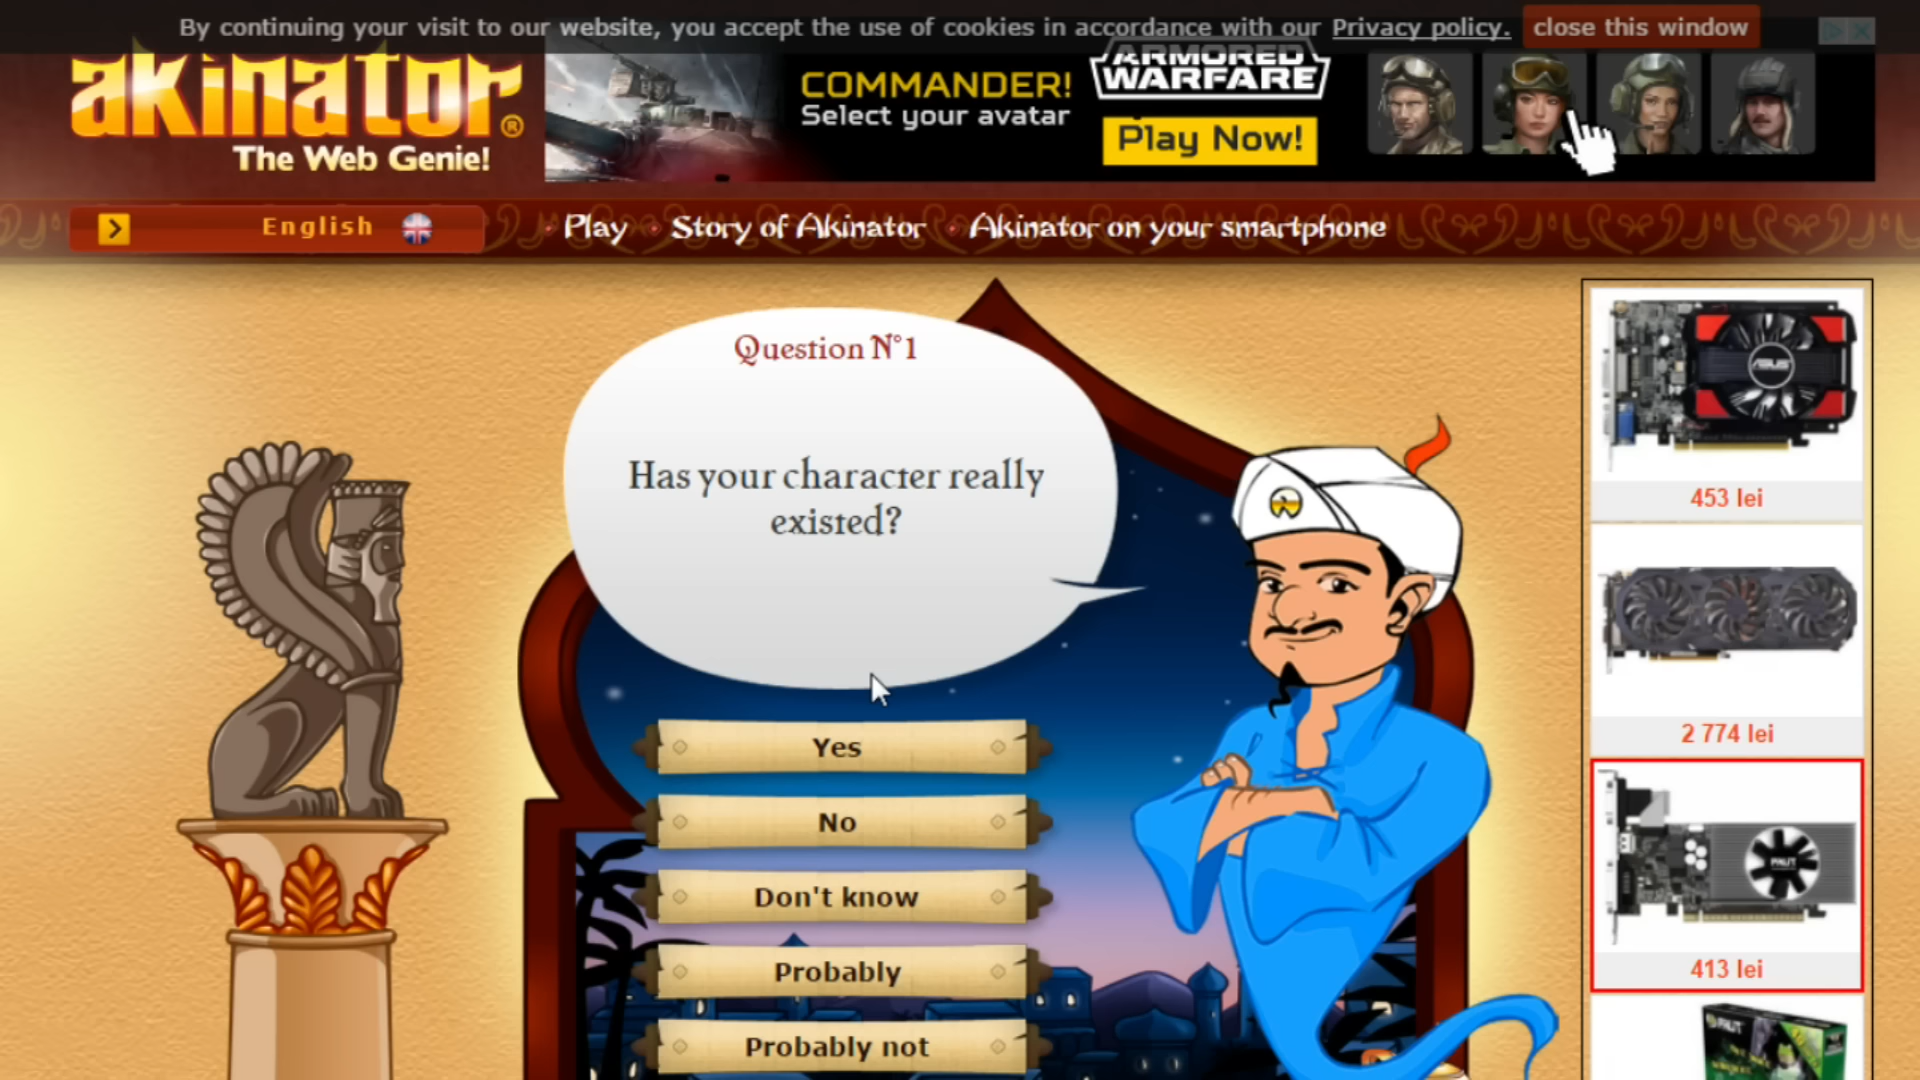 By continuing your visit to our website, you accept the use of cookies in accordance with our Privacy policy. close this window
akinator®
The Web Genie!
COMMANDER!
Select your avatar
ARMORED
WARFARE
Play Now!
English
Play
Story of Akinator
Akinator on your smartphone
Question N°1
Has your character really
existed?
Yes
No
Don't know
Probably
Probably not
ASUS
453 lei
2 774 lei
PALIT
413 lei
PALIT